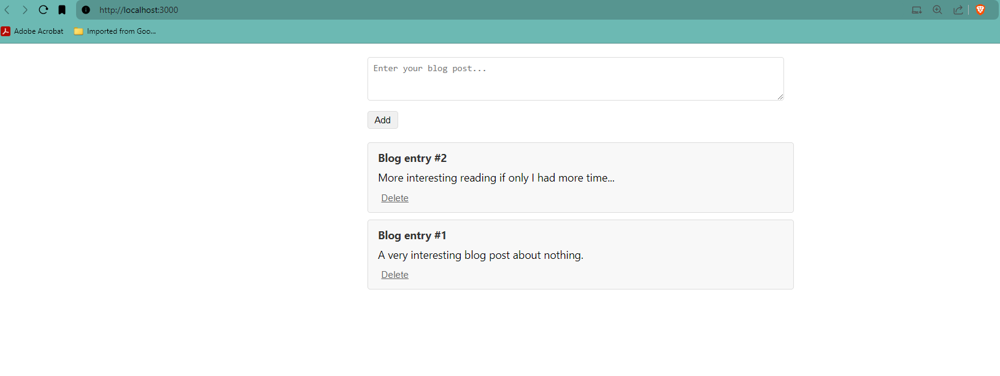 http://localhost:3000
Adobe Acrobat Imported from Goo...
Enter your blog post...
Add
Blog entry #2
More interesting reading if only I had more time...
Delete
Blog entry #1
A very interesting blog post about nothing.
Delete